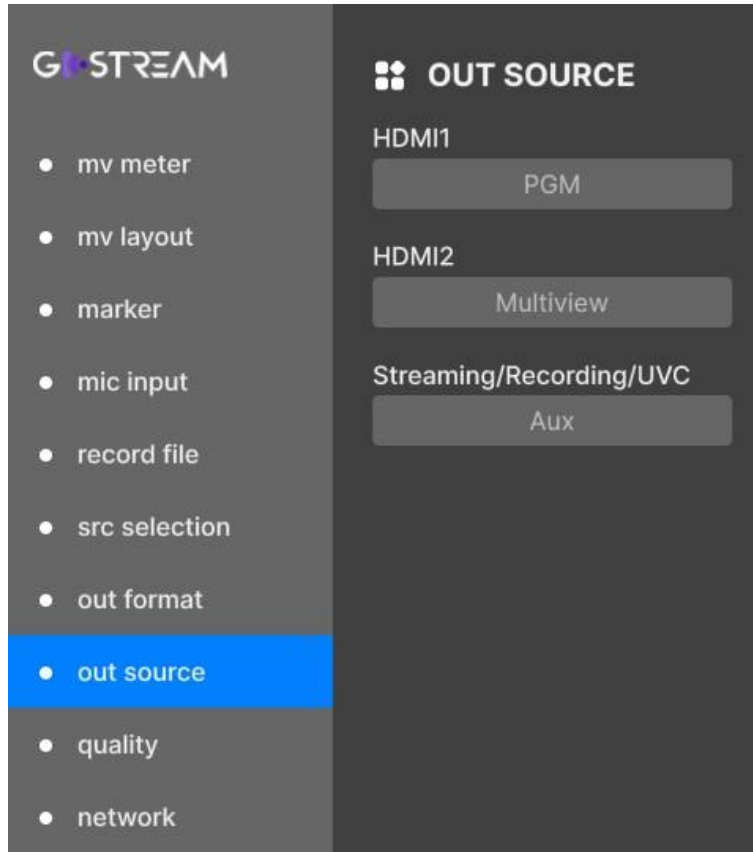 GOSTREAM
mv meter
mv layout
marker
mic input
record file
src selection
out format
out source
quality
network
OUT SOURCE
HDMI1
PGM
HDMI2
Multiview
Streaming/Recording/UVC
Aux